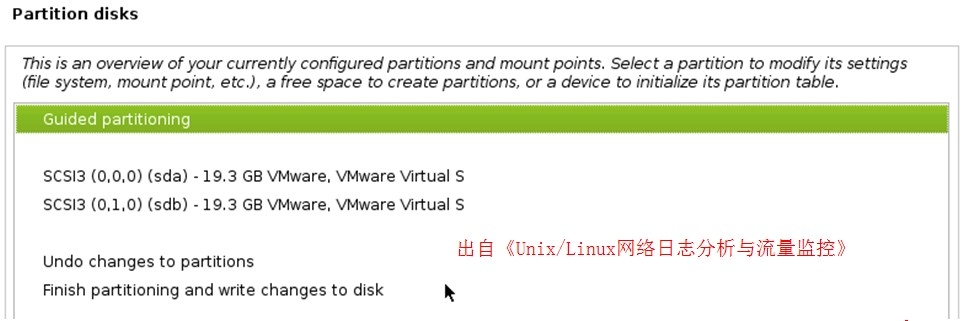 Partition disks
This is an overview of your currently configured partitions and mount points. Select a partition to modify its settings
(file system, mount point, etc.), a free space to create partitions, or a device to initialize its partition table.
Guided partitioning
SCSI3 (0,0,0) (sda) - 19.3 GB VMware, VMware Virtual S
SCSI3 (0,1,0) (sdb) - 19.3 GB VMware, VMware Virtual S
出自《Unix/Linux网络日志分析与流量监控》
Undo changes to partitions
Finish partitioning and write changes to disk